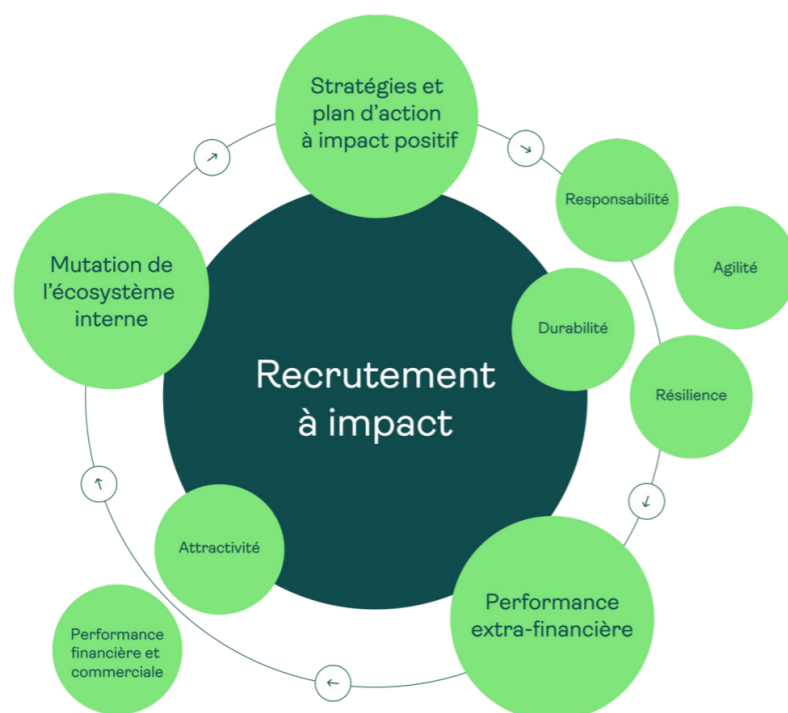 Stratégies et
plan d’action
à impact positif
Responsabilité
Agilité
Mutation de
l’écosystème
interne
Durabilité
Recrutement
à impact
Résilience
Attractivité
Performance
extra-financière
Performance
financière et
commerciale